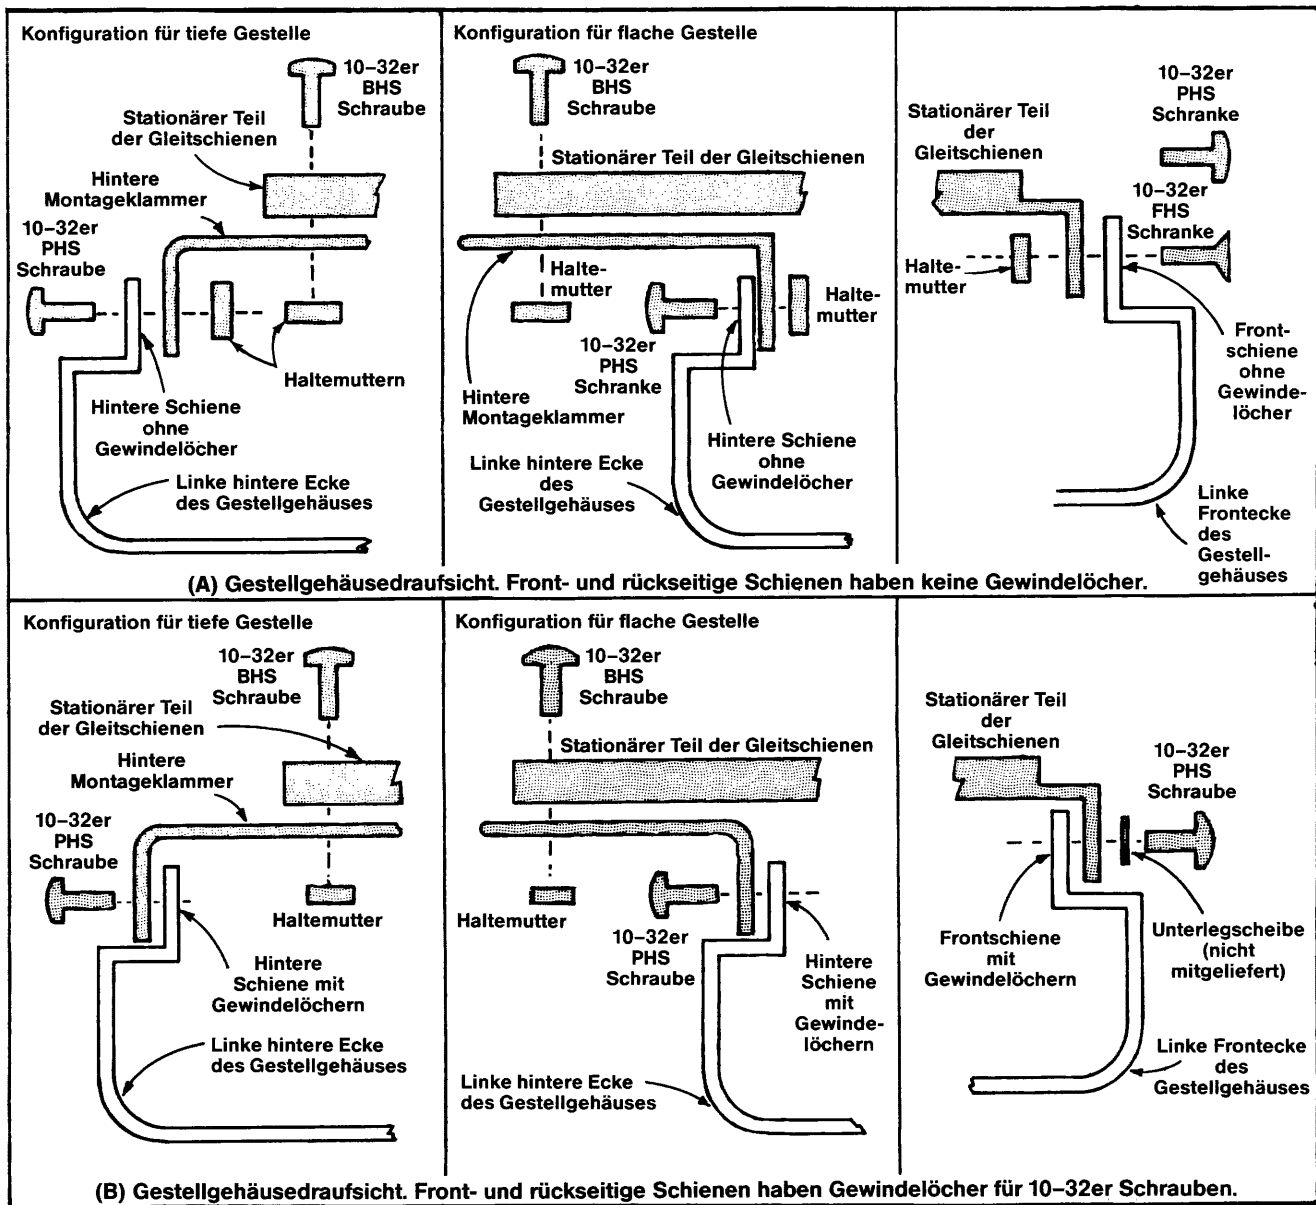 Konfiguration für tiefe Gestelle
10–32er
BHS
Schraube
Stationärer Teil
der Gleitschienen
Hintere
Montageklammer
10–32er
PHS
Schraube
Haltemuttern
Hintere Schiene
ohne
Gewindelöcher
Linke hintere Ecke
des Gestellgehäuses
Konfiguration für flache Gestelle
10–32er
BHS
Schraube
Stationärer Teil der Gleitschienen
Halte-
mutter
Halte-
mutter
10–32er
PHS
Schranke
Hintere
Montageklammer
Hintere Schiene
ohne
Gewindelöcher
Linke hintere Ecke
des
Gestellgehäuses
10–32er
PHS
Schranke
Stationärer Teil
der
Gleitschienen
10–32er
FHS
Schranke
Halte-
mutter
Front-
schiene
ohne
Gewinde-
löcher
Linke
Frontecke
des
Gestell-
gehäuses
(A) Gestellgehäusedraufsicht. Front- und rückseitige Schienen haben keine Gewindelöcher.
Konfiguration für tiefe Gestelle
10–32er
BHS
Schraube
Stationärer Teil
der Gleitschienen
Hintere
Montageklammer
10–32er
PHS
Schraube
Haltemutter
Hintere
Schiene mit
Gewindelöchern
Linke hintere Ecke
des Gestellgehäuses
Konfiguration für flache Gestelle
10–32er
BHS
Schraube
Stationärer Teil der Gleitschienen
Haltemutter
10–32er
PHS
Schraube
Hintere
Schiene
mit
Gewinde-
löchern
Linke hintere Ecke
des Gestellgehäuses
Stationärer Teil
der
Gleitschienen
10–32er
PHS
Schraube
Frontschiene
mit
Gewindelöchern
Unterlegscheibe
(nicht
mitgeliefert)
Linke Frontecke
des
Gestellgehäuses
(B) Gestellgehäusedraufsicht. Front- und rückseitige Schienen haben Gewindelöcher für 10–32er Schrauben.